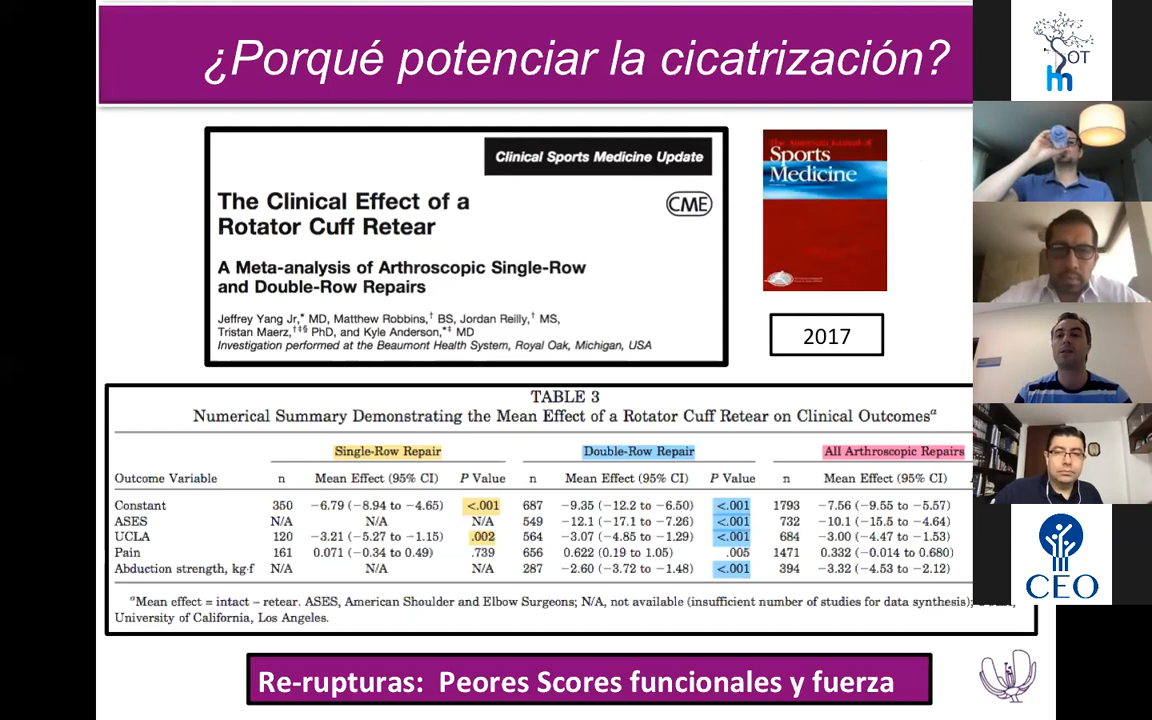 ¿Porqué potenciar la cicatrización?
Clinical Sports Medicine Update
The Clinical Effect of a
Rotator Cuff Retear
CME
A Meta-analysis of Arthroscopic Single-Row
and Double-Row Repairs
Jeffrey Yang Jr,* MD, Matthew Robbins,† BS, Jordan Reilly,† MS,
Tristan Maerz,†‡§ PhD, and Kyle Anderson,*‡ MD
Investigation performed at the Beaumont Health System, Royal Oak, Michigan, USA
Sports
Medicine
2017
TABLE 3
Numerical Summary Demonstrating the Mean Effect of a Rotator Cuff Retear on Clinical Outcomesᵃ
Single-Row Repair Double-Row Repair All Arthroscopic Repairs
Outcome Variable n Mean Effect (95% CI) P Value n Mean Effect (95% CI) P Value n Mean Effect (95% CI)
Constant 350 −6.79 (−8.94 to −4.65) <.001 687 −9.35 (−12.2 to −6.50) <.001 1793 −7.56 (−9.55 to −5.57)
ASES N/A N/A N/A 549 −12.1 (−17.1 to −7.26) <.001 732 −10.1 (−15.5 to −4.64)
UCLA 120 −3.21 (−5.27 to −1.15) .002 564 −3.07 (−4.85 to −1.29) <.001 684 −3.00 (−4.47 to −1.53)
Pain 161 0.071 (−0.34 to 0.49) .739 656 0.622 (0.19 to 1.05) .005 1471 0.332 (−0.014 to 0.680)
Abduction strength, kg·f N/A N/A N/A 287 −2.60 (−3.72 to −1.48) <.001 394 −3.32 (−4.53 to −2.12)
ᵃMean effect = intact – retear. ASES, American Shoulder and Elbow Surgeons; N/A, not available (insufficient number of studies for data synthesis);
University of California, Los Angeles.
Re-rupturas: Peores Scores funcionales y fuerza
SOT
hm
CEO